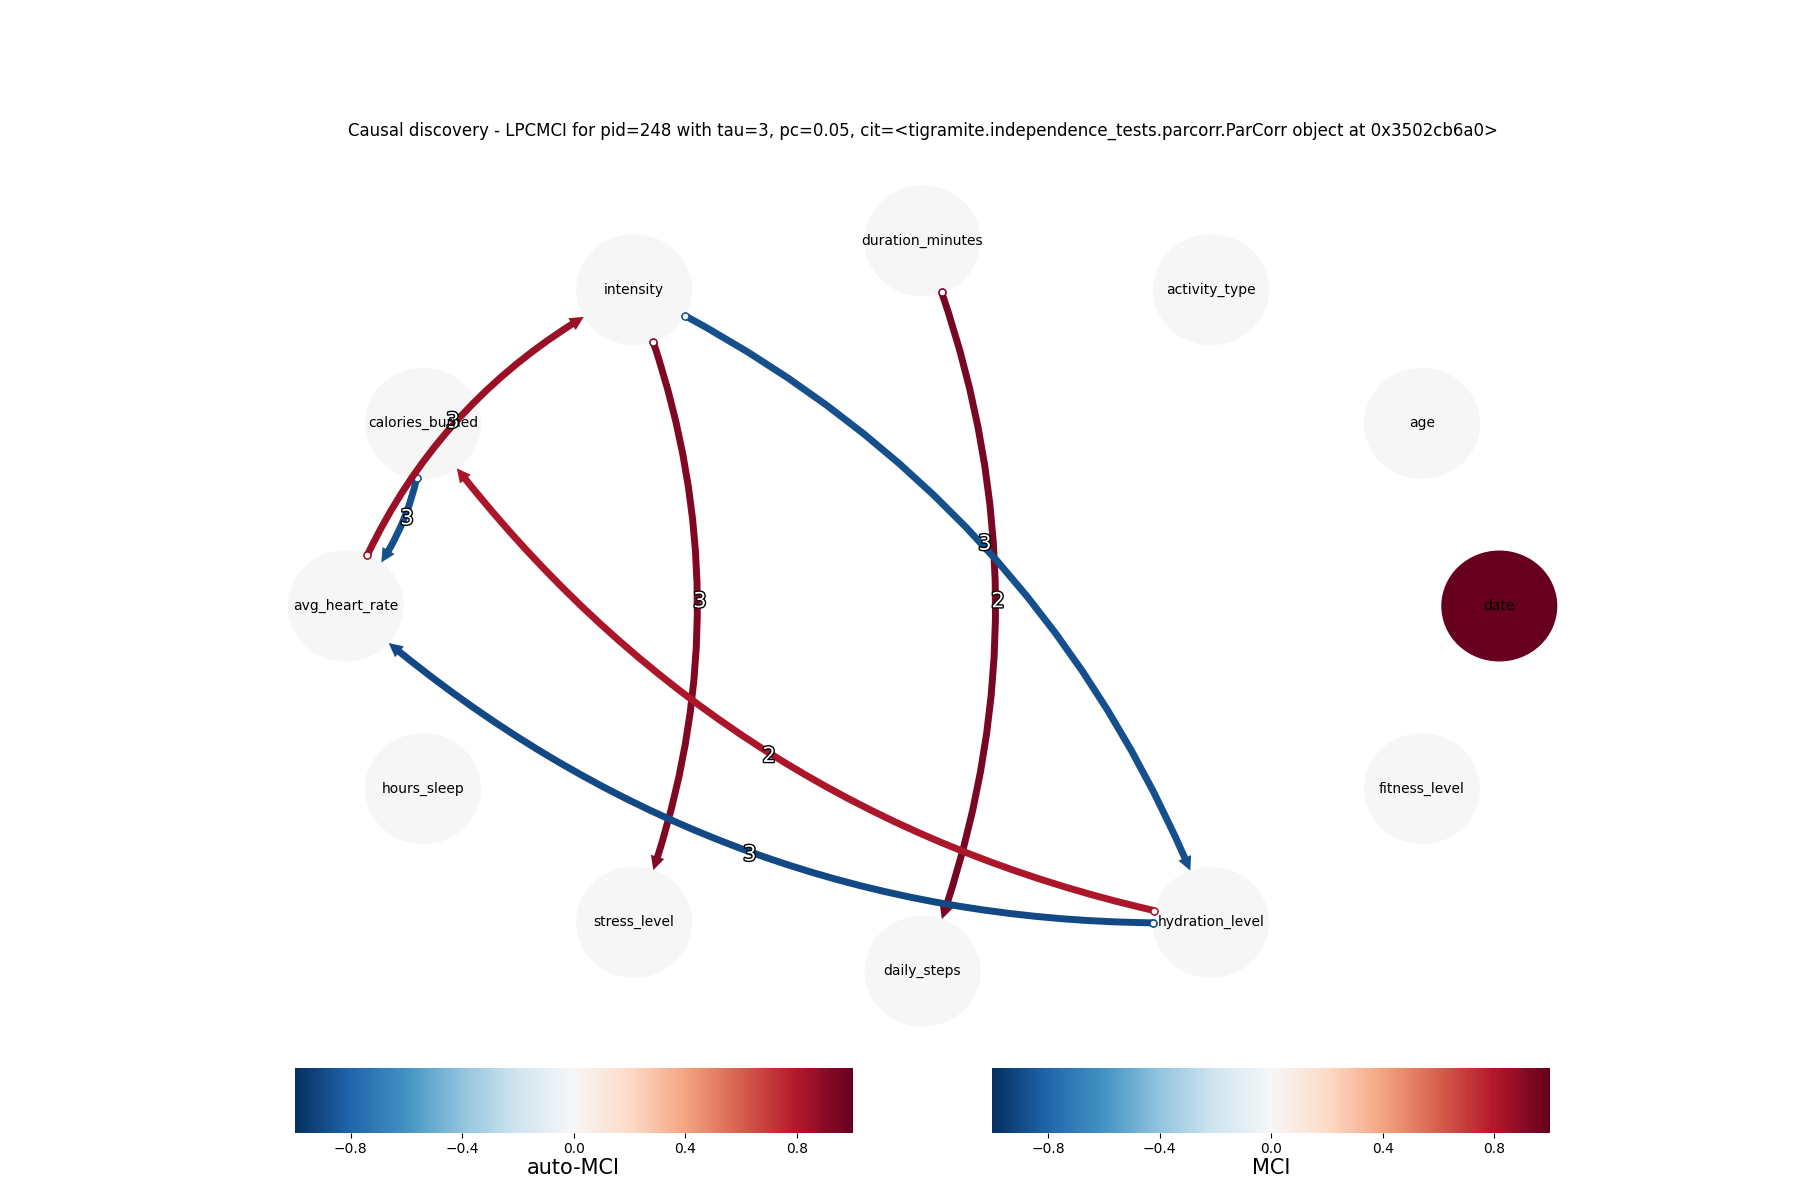 Causal discovery - LPCMCI for pid=248 with tau=3, pc=0.05, cit=<tigramite.independence_tests.parcorr.ParCorr object at 0x3502cb6a0>
duration_minutes
intensity
activity_type
calories_burned
3
age
3
3
avg_heart_rate
3
2
date
2
hours_sleep
fitness_level
3
stress_level
hydration_level
daily_steps
−0.8 −0.4 0.0 0.4 0.8
auto-MCI
−0.8 −0.4 0.0 0.4 0.8
MCI